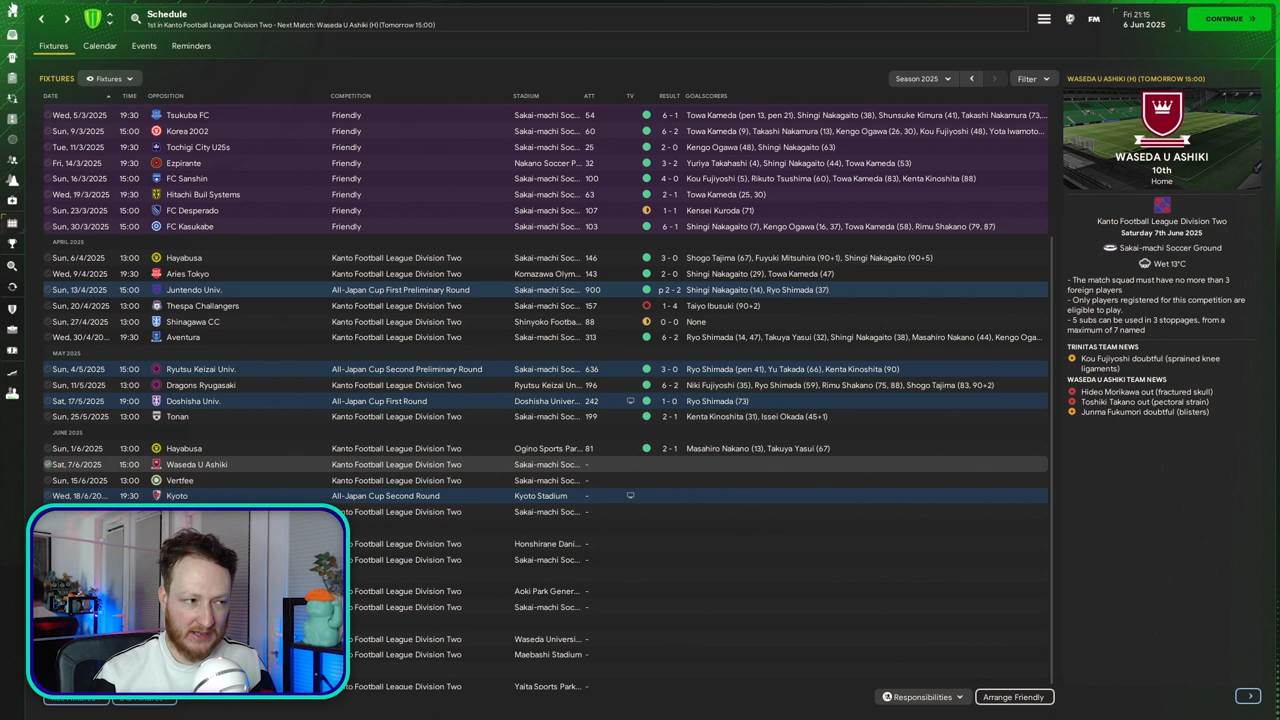 Schedule
1st in Kanto Football League Division Two - Next Match: Waseda U Ashiki (H) (Tomorrow 15:00)
FM
Fri 21:15
6 Jun 2025
CONTINUE
Fixtures Calendar Events Reminders
FIXTURES Fixtures Season 2025 Filter
DATE TIME OPPOSITION COMPETITION STADIUM ATT TV RESULT GOALSCORERS
Wed, 5/3/2025 19:30 Tsukuba FC Friendly Sakai-machi Soc... 54 6 - 1 Towa Kameda (pen 13, pen 21), Shingi Nakagaito (38), Shunsuke Kimura (41), Takashi Nakamura (73,...
Sun, 9/3/2025 15:00 Korea 2002 Friendly Sakai-machi Soc... 60 6 - 2 Towa Kameda (9), Takashi Nakamura (13), Kengo Ogawa (26, 30), Kou Fujiyoshi (48), Yota Iwamoto...
Tue, 11/3/2025 19:30 Tochigi City U25s Friendly Sakai-machi Soc... 25 2 - 0 Kengo Ogawa (48), Shingi Nakagaito (63)
Fri, 14/3/2025 19:30 Ezpirante Friendly Nakano Soccer P... 32 3 - 2 Yuriya Takahashi (4), Shingi Nakagaito (44), Towa Kameda (53)
Sun, 16/3/2025 15:00 FC Sanshin Friendly Sakai-machi Soc... 100 4 - 0 Kou Fujiyoshi (5), Rikuto Tsushima (60), Towa Kameda (83), Kenta Kinoshita (88)
Wed, 19/3/2025 19:30 Hitachi Buil Systems Friendly Sakai-machi Soc... 63 2 - 1 Towa Kameda (25, 30)
Sun, 23/3/2025 15:00 FC Desperado Friendly Sakai-machi Soc... 107 1 - 1 Kensei Kuroda (71)
Sun, 30/3/2025 15:00 FC Kasukabe Friendly Sakai-machi Soc... 103 6 - 1 Shingi Nakagaito (7), Kengo Ogawa (16, 37), Towa Kameda (58), Rimu Shakano (79, 87)
APRIL 2025
Sun, 6/4/2025 13:00 Hayabusa Kanto Football League Division Two Sakai-machi Soc... 146 3 - 0 Shogo Tajima (67), Fuyuki Mitsuhira (90+1), Shingi Nakagaito (90+5)
Wed, 9/4/2025 19:30 Aries Tokyo Kanto Football League Division Two Komazawa Olym... 143 2 - 0 Shingi Nakagaito (29), Towa Kameda (47)
Sun, 13/4/2025 15:00 Juntendo Univ. All-Japan Cup First Preliminary Round Sakai-machi Soc... 900 p 2 - 2 Shingi Nakagaito (14), Ryo Shimada (37)
Sun, 20/4/2025 13:00 Thespa Challangers Kanto Football League Division Two Sakai-machi Soc... 157 1 - 4 Taiyo Ibusuki (90+2)
Sun, 27/4/2025 13:00 Shinagawa CC Kanto Football League Division Two Shinyoko Footba... 88 0 - 0 None
Wed, 30/4/20... 19:30 Aventura Kanto Football League Division Two Sakai-machi Soc... 313 6 - 2 Ryo Shimada (14, 47), Takuya Yasui (32), Shingi Nakagaito (38), Masahiro Nakano (44), Kengo Oga...
MAY 2025
Sun, 4/5/2025 15:00 Ryutsu Keizai Univ. All-Japan Cup Second Preliminary Round Sakai-machi Soc... 636 3 - 0 Ryo Shimada (pen 41), Yu Takada (66), Kenta Kinoshita (90)
Sun, 11/5/2025 13:00 Dragons Ryugasaki Kanto Football League Division Two Ryutsu Keizai Un... 196 6 - 2 Niki Fujiyoshi (35), Ryo Shimada (59), Rimu Shakano (75, 88), Shogo Tajima (83, 90+2)
Sat, 17/5/2025 19:00 Doshisha Univ. All-Japan Cup First Round Doshisha Univer... 242 1 - 0 Ryo Shimada (73)
Sun, 25/5/2025 13:00 Tonan Kanto Football League Division Two Sakai-machi Soc... 199 2 - 1 Kenta Kinoshita (31), Issei Okada (45+1)
JUNE 2025
Sun, 1/6/2025 13:00 Hayabusa Kanto Football League Division Two Ogino Sports Par... 81 2 - 1 Masahiro Nakano (13), Takuya Yasui (67)
Sat, 7/6/2025 15:00 Waseda U Ashiki Kanto Football League Division Two Sakai-machi Soc... -
Sun, 15/6/2025 13:00 Vertfee Kanto Football League Division Two Sakai-machi Soc... -
Wed, 18/6/20... 19:30 Kyoto All-Japan Cup Second Round Kyoto Stadium -
to Football League Division Two Sakai-machi Soc... -
to Football League Division Two Honshirane Dani... -
to Football League Division Two Sakai-machi Soc... -
to Football League Division Two Aoki Park Gener... -
to Football League Division Two Sakai-machi Soc... -
to Football League Division Two Waseda Universi... -
to Football League Division Two Maebashi Stadium -
to Football League Division Two Yaita Sports Park... -
Responsibilities Arrange Friendly
WASEDA U ASHIKI (H) (TOMORROW 15:00)
WASEDA U ASHIKI
10th
Home
Kanto Football League Division Two
Saturday 7th June 2025
Sakai-machi Soccer Ground
Wet 13°C
- The match squad must have no more than 3
foreign players
- Only players registered for this competition are
eligible to play.
- 5 subs can be used in 3 stoppages, from a
maximum of 7 named
TRINITAS TEAM NEWS
Kou Fujiyoshi doubtful (sprained knee
ligaments)
WASEDA U ASHIKI TEAM NEWS
Hideo Morikawa out (fractured skull)
Toshiki Takano out (pectoral strain)
Junma Fukumori doubtful (blisters)